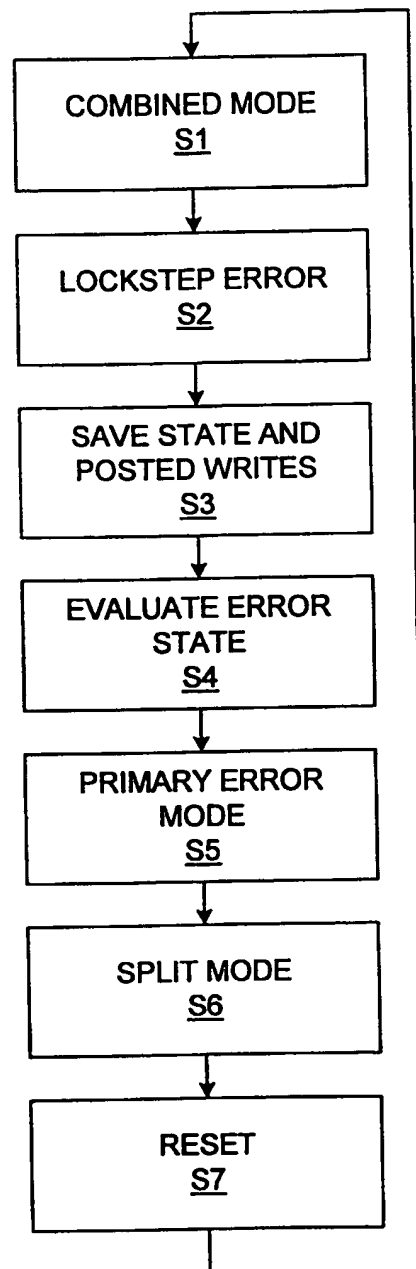 COMBINED MODE
S1
LOCKSTEP ERROR
S2
SAVE STATE AND
POSTED WRITES
S3
EVALUATE ERROR
STATE
S4
PRIMARY ERROR
MODE
S5
SPLIT MODE
S6
RESET
S7